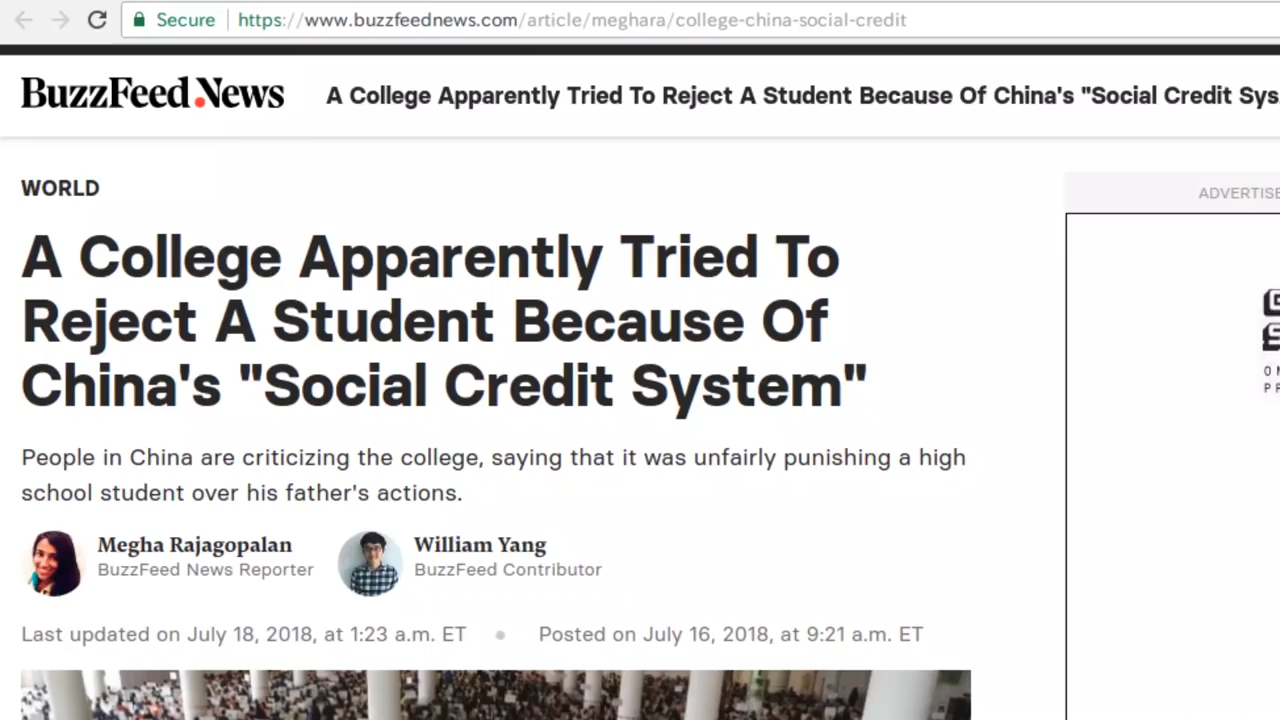 Secure https://www.buzzfeednews.com/article/meghara/college-china-social-credit
BuzzFeed News A College Apparently Tried To Reject A Student Because Of China's "Social Credit Sys
WORLD
ADVERTISE
A College Apparently Tried To
Reject A Student Because Of
China's "Social Credit System"
People in China are criticizing the college, saying that it was unfairly punishing a high
school student over his father's actions.
Megha Rajagopalan
BuzzFeed News Reporter
William Yang
BuzzFeed Contributor
Last updated on July 18, 2018, at 1:23 a.m. ET
Posted on July 16, 2018, at 9:21 a.m. ET